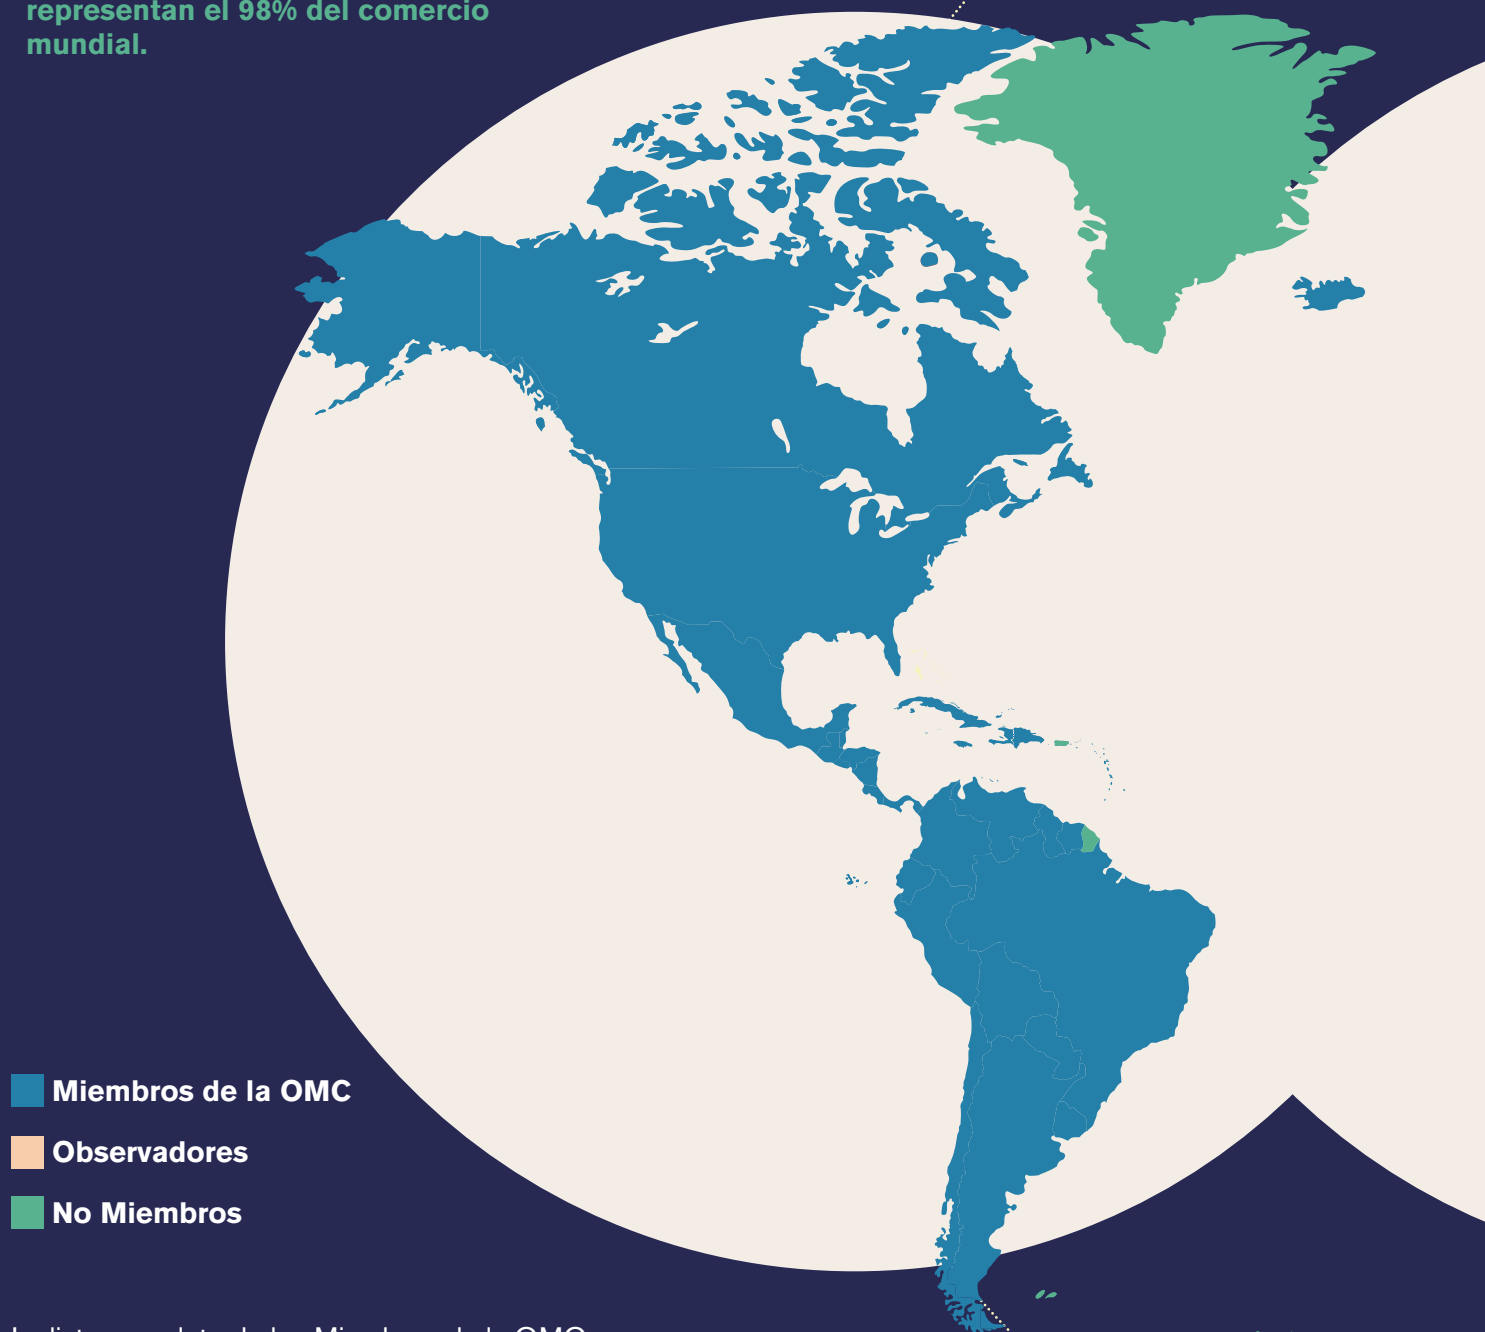 representan el 98% del comercio
mundial.
Miembros de la OMC
Observadores
No Miembros